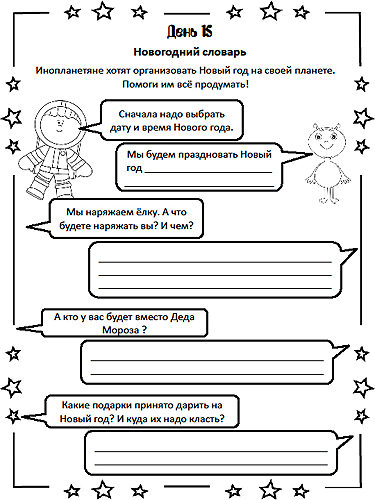 День 15
Новогодний словарь
Инопланетяне хотят организовать Новый год на своей планете.
Помоги им всё продумать!
Сначала надо выбрать
дату и время Нового года.
Мы будем праздновать Новый
год
Мы наряжаем ёлку. А что
будете наряжать вы? И чем?
А кто у вас будет вместо Деда
Мороза ?
Какие подарки принято дарить на
Новый год? И куда их надо класть?